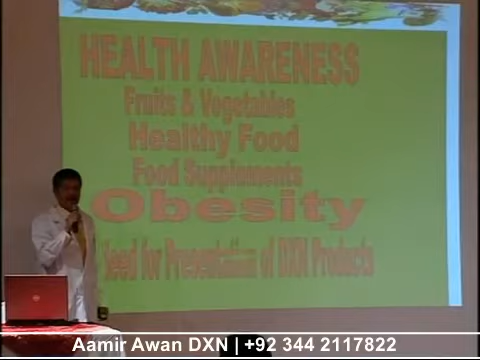 HEALTH AWARENESS
Fruits & Vegetables
Healthy Food
Food Supplements
Obesity
Need for Presentation of DXN Products
Aamir Awan DXN | +92 344 2117822